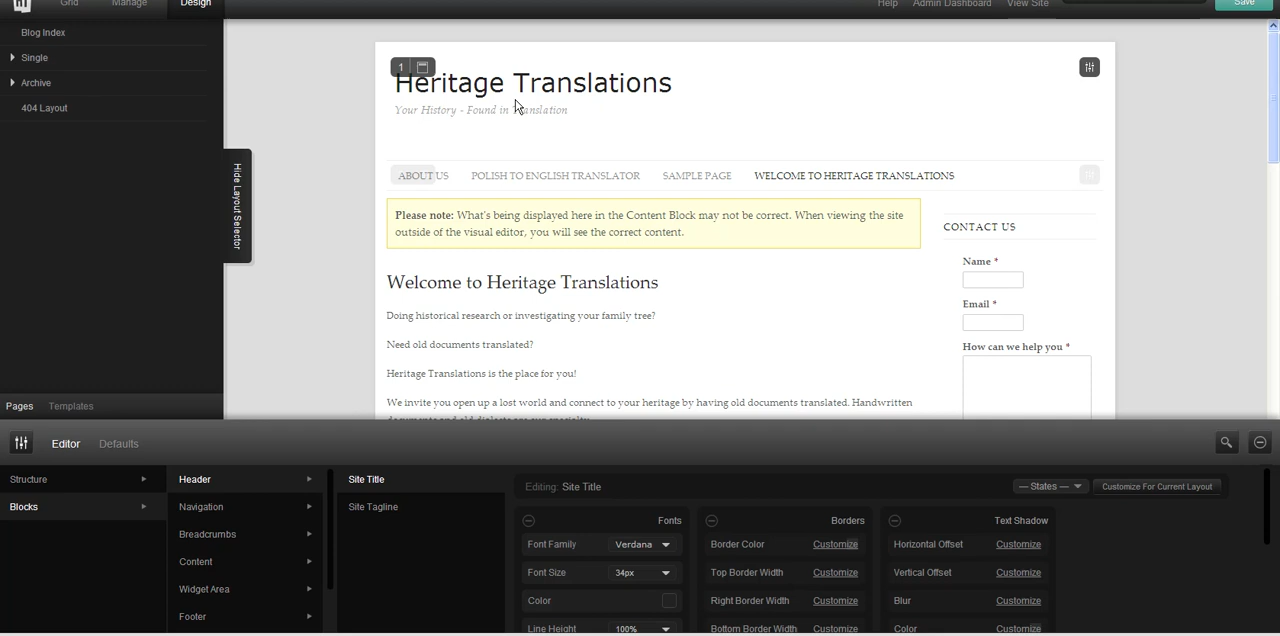 Grid Manage Design Help Admin Dashboard View Site Save
Blog Index
Single
Archive
404 Layout
Hide Layout Selector
Pages Templates
1
Heritage Translations
Your History - Found in Translation
ABOUT US POLISH TO ENGLISH TRANSLATOR SAMPLE PAGE WELCOME TO HERITAGE TRANSLATIONS
Please note: What's being displayed here in the Content Block may not be correct. When viewing the site
outside of the visual editor, you will see the correct content.
Welcome to Heritage Translations
Doing historical research or investigating your family tree?
Need old documents translated?
Heritage Translations is the place for you!
We invite you open up a lost world and connect to your heritage by having old documents translated. Handwritten
documents and old dialects are our specialty.
CONTACT US
Name *
Email *
How can we help you *
Editor Defaults
Structure
Blocks
Header
Navigation
Breadcrumbs
Content
Widget Area
Footer
Site Title
Site Tagline
Editing: Site Title — States — Customize For Current Layout
Fonts
Font Family Verdana
Font Size 34px
Color
Line Height 100%
Borders
Border Color Customize
Top Border Width Customize
Right Border Width Customize
Bottom Border Width Customize
Text Shadow
Horizontal Offset Customize
Vertical Offset Customize
Blur Customize
Color Customize